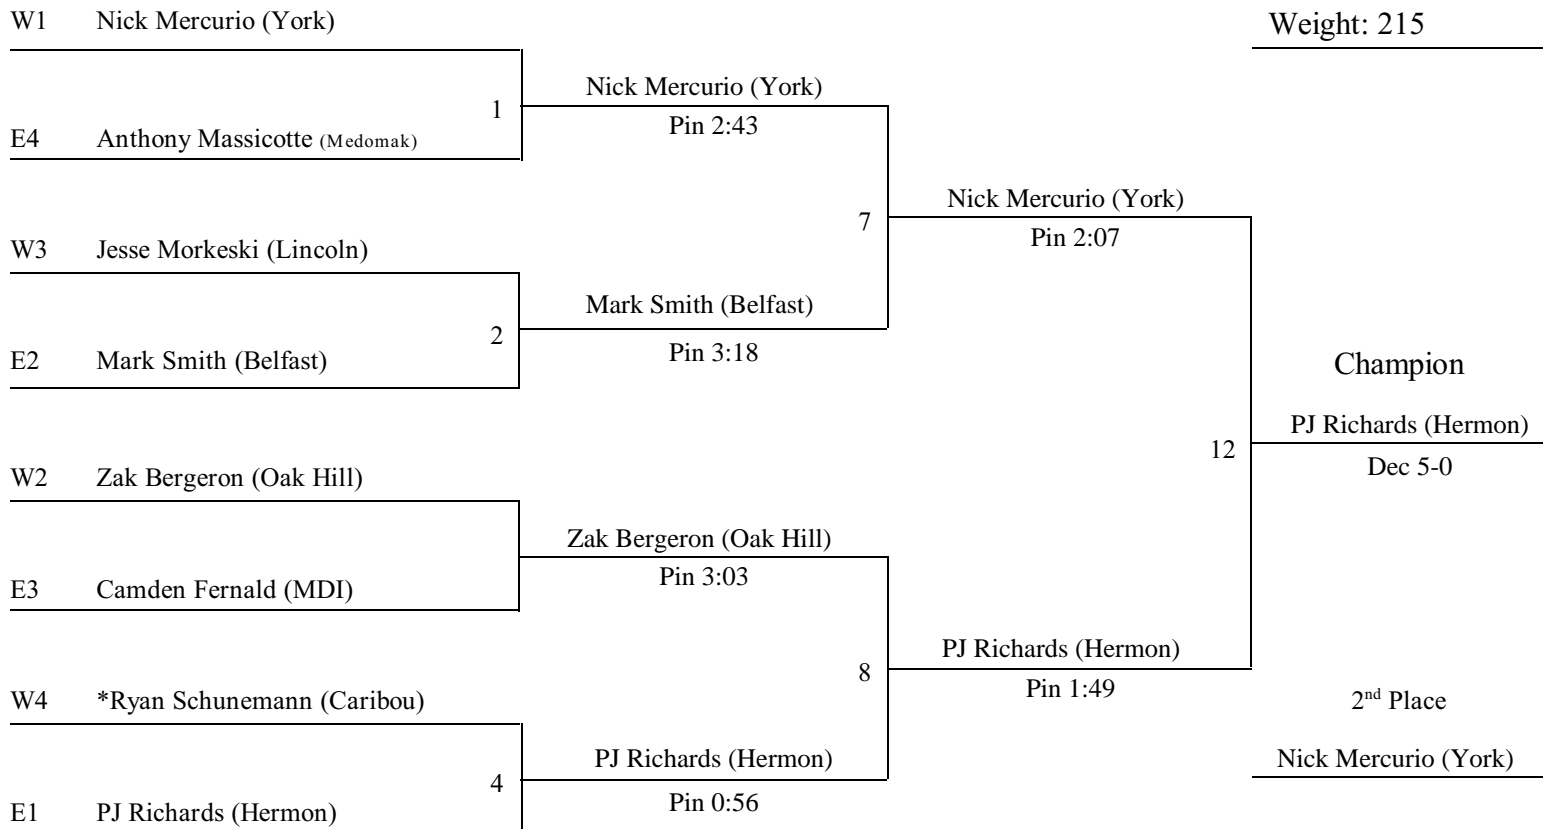 W1 Nick Mercurio (York)
Weight: 215
1
Nick Mercurio (York)
Pin 2:43
E4 Anthony Massicotte (Medomak)
7
Nick Mercurio (York)
Pin 2:07
W3 Jesse Morkeski (Lincoln)
2
Mark Smith (Belfast)
Pin 3:18
E2 Mark Smith (Belfast)
Champion
PJ Richards (Hermon)
12
Dec 5-0
W2 Zak Bergeron (Oak Hill)
Zak Bergeron (Oak Hill)
Pin 3:03
E3 Camden Fernald (MDI)
8
PJ Richards (Hermon)
Pin 1:49
W4 *Ryan Schunemann (Caribou)
2nd Place
4
PJ Richards (Hermon)
Nick Mercurio (York)
Pin 0:56
E1 PJ Richards (Hermon)